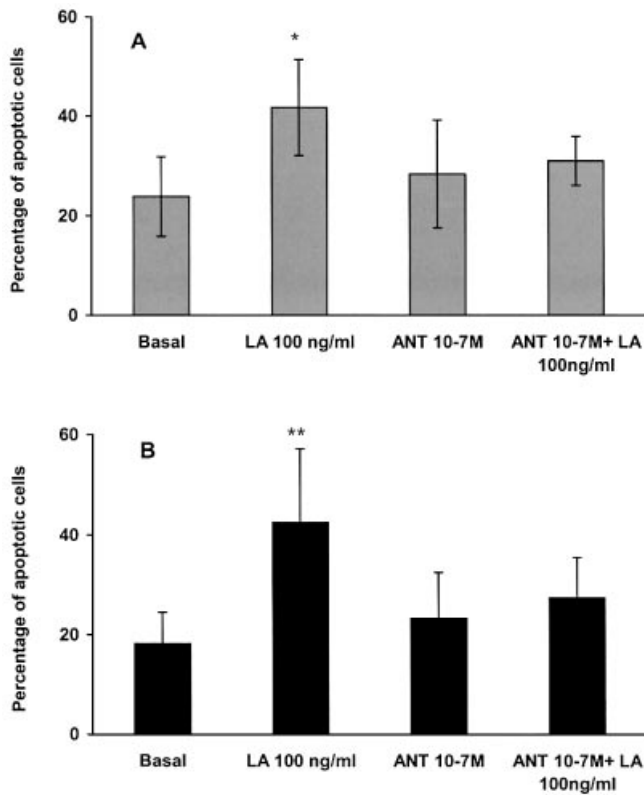 60
A
*
40
20
0
Percentage of apoptotic cells
Basal
LA 100 ng/ml
ANT 10-7M
ANT 10-7M+ LA
100ng/ml
60
B
**
40
20
0
Percentage of apoptotic cells
Basal
LA 100 ng/ml
ANT 10-7M
ANT 10-7M+ LA
100ng/ml